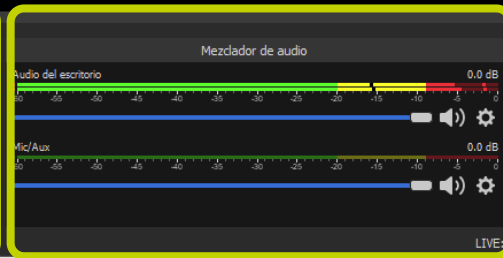 Mezclador de audio
Audio del escritorio 0.0 dB
-60 -55 -50 -45 -40 -35 -30 -25 -20 -15 -10 -5 0
Mic/Aux 0.0 dB
-60 -55 -50 -45 -40 -35 -30 -25 -20 -15 -10 -5 0
LIVE: